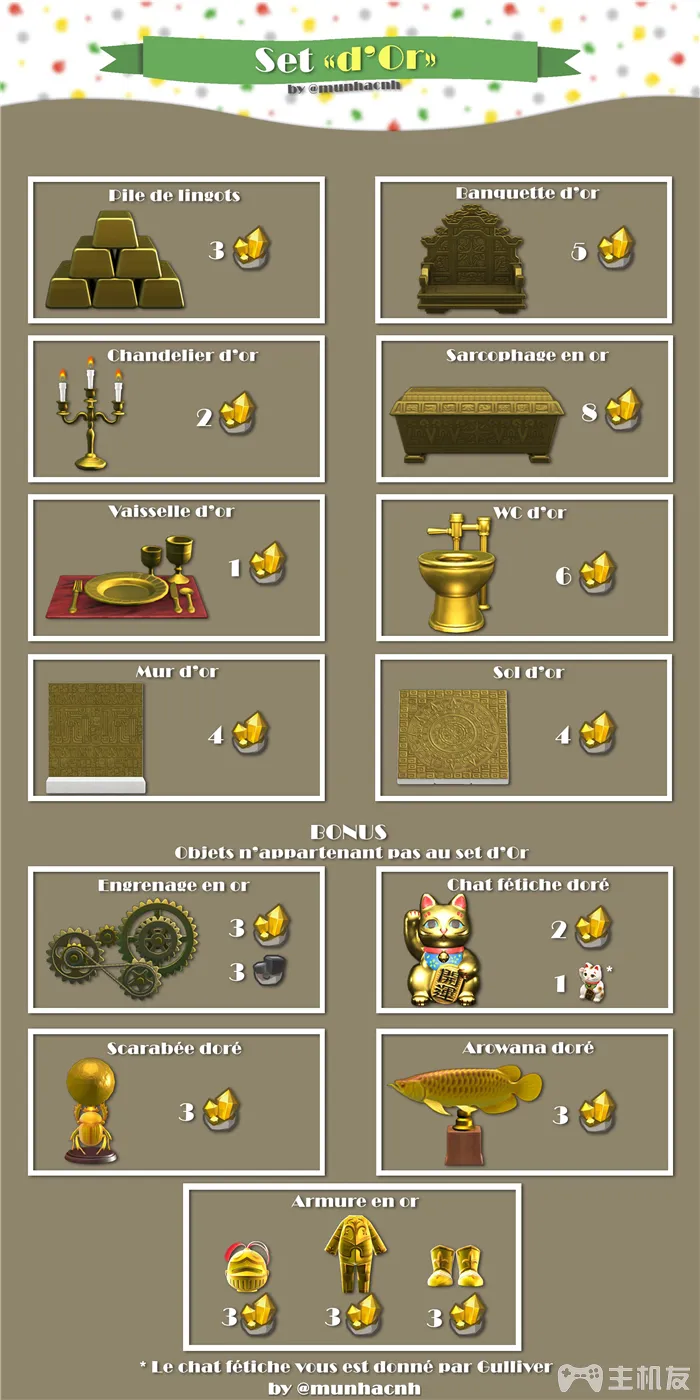 Set «d'Or»
by @munhacnh
Pile de lingots
3
Banquette d'or
5
Chandelier d'or
2
Sarcophage en or
8
Vaisselle d'or
1
WC d'or
6
Mur d'or
4
Sol d'or
4
BONUS
Objets n'appartenant pas au set d'Or
Engrenage en or
3
3
Chat fétiche doré
2
1 *
開運
Scarabée doré
3
Arowana doré
3
Armure en or
3 3 3
* Le chat fétiche vous est donné par Gulliver
by @munhacnh
主机友